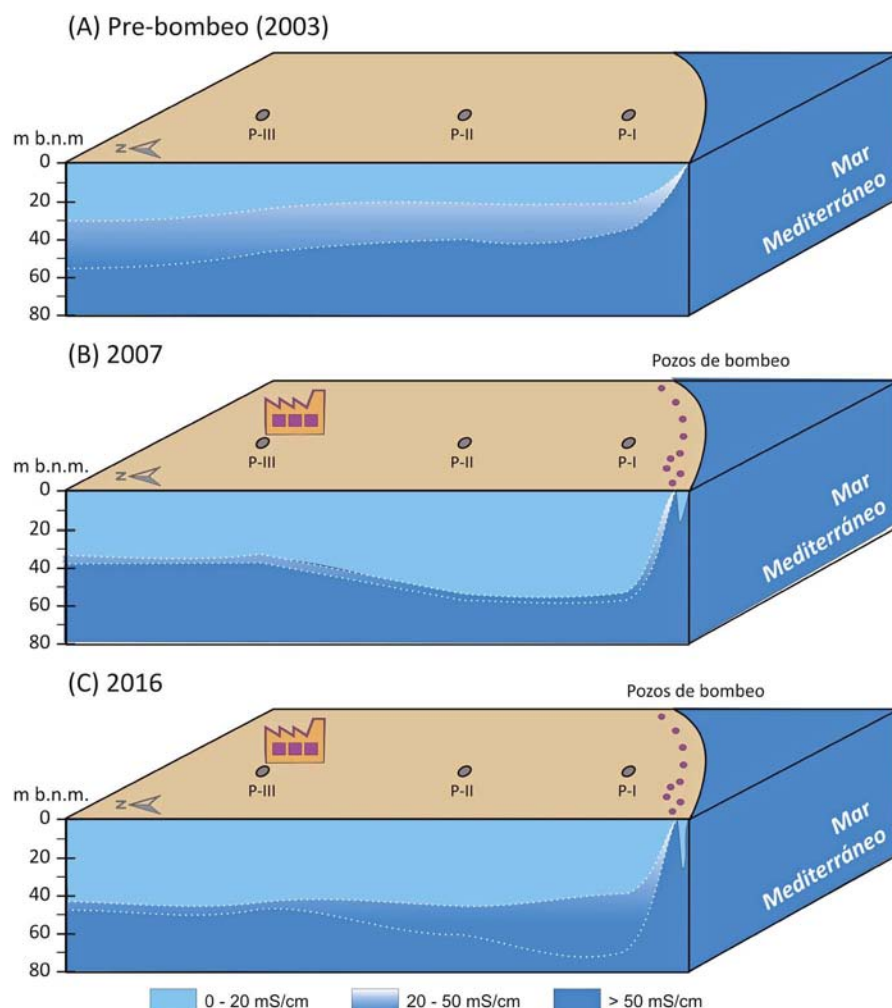 (A) Pre-bombeo (2003)
P-III
P-II
P-I
m b.n.m
N
0
20
40
60
80
Mar
Mediterráneo
(B) 2007
Pozos de bombeo
P-III
P-II
P-I
m b.n.m.
N
0
20
40
60
80
Mar
Mediterráneo
(C) 2016
Pozos de bombeo
P-III
P-II
P-I
m b.n.m.
N
0
20
40
60
80
Mar
Mediterráneo
0 - 20 mS/cm
20 - 50 mS/cm
> 50 mS/cm